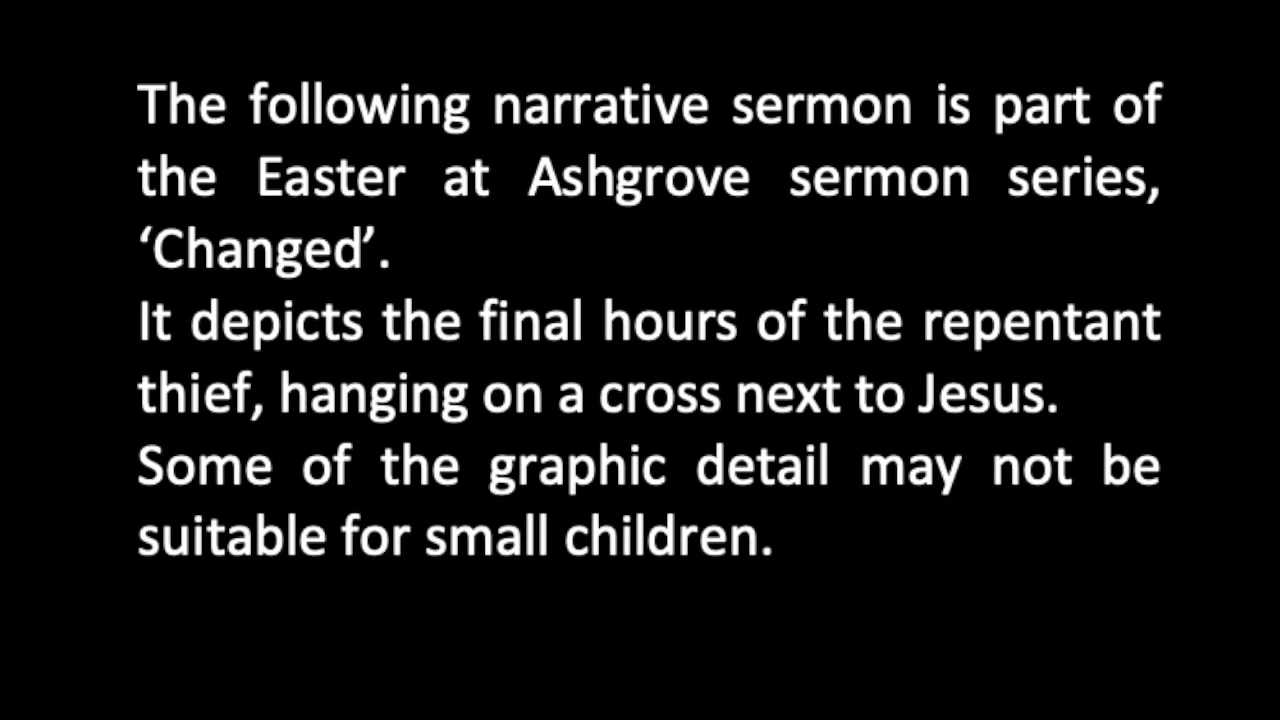 The following narrative sermon is part of
the Easter at Ashgrove sermon series,
‘Changed’.
It depicts the final hours of the repentant
thief, hanging on a cross next to Jesus.
Some of the graphic detail may not be
suitable for small children.